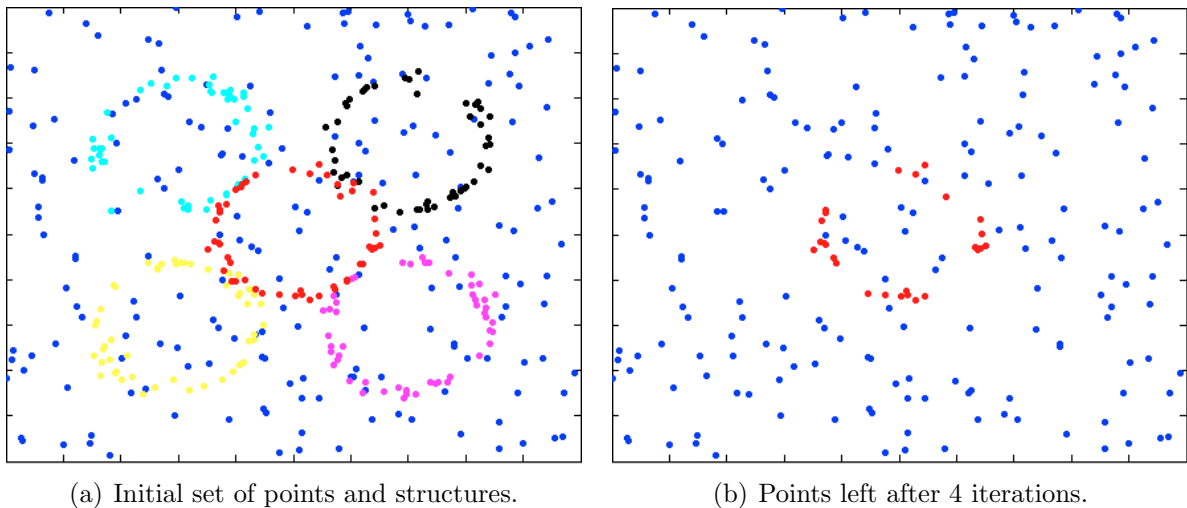 (a) Initial set of points and structures.
(b) Points left after 4 iterations.